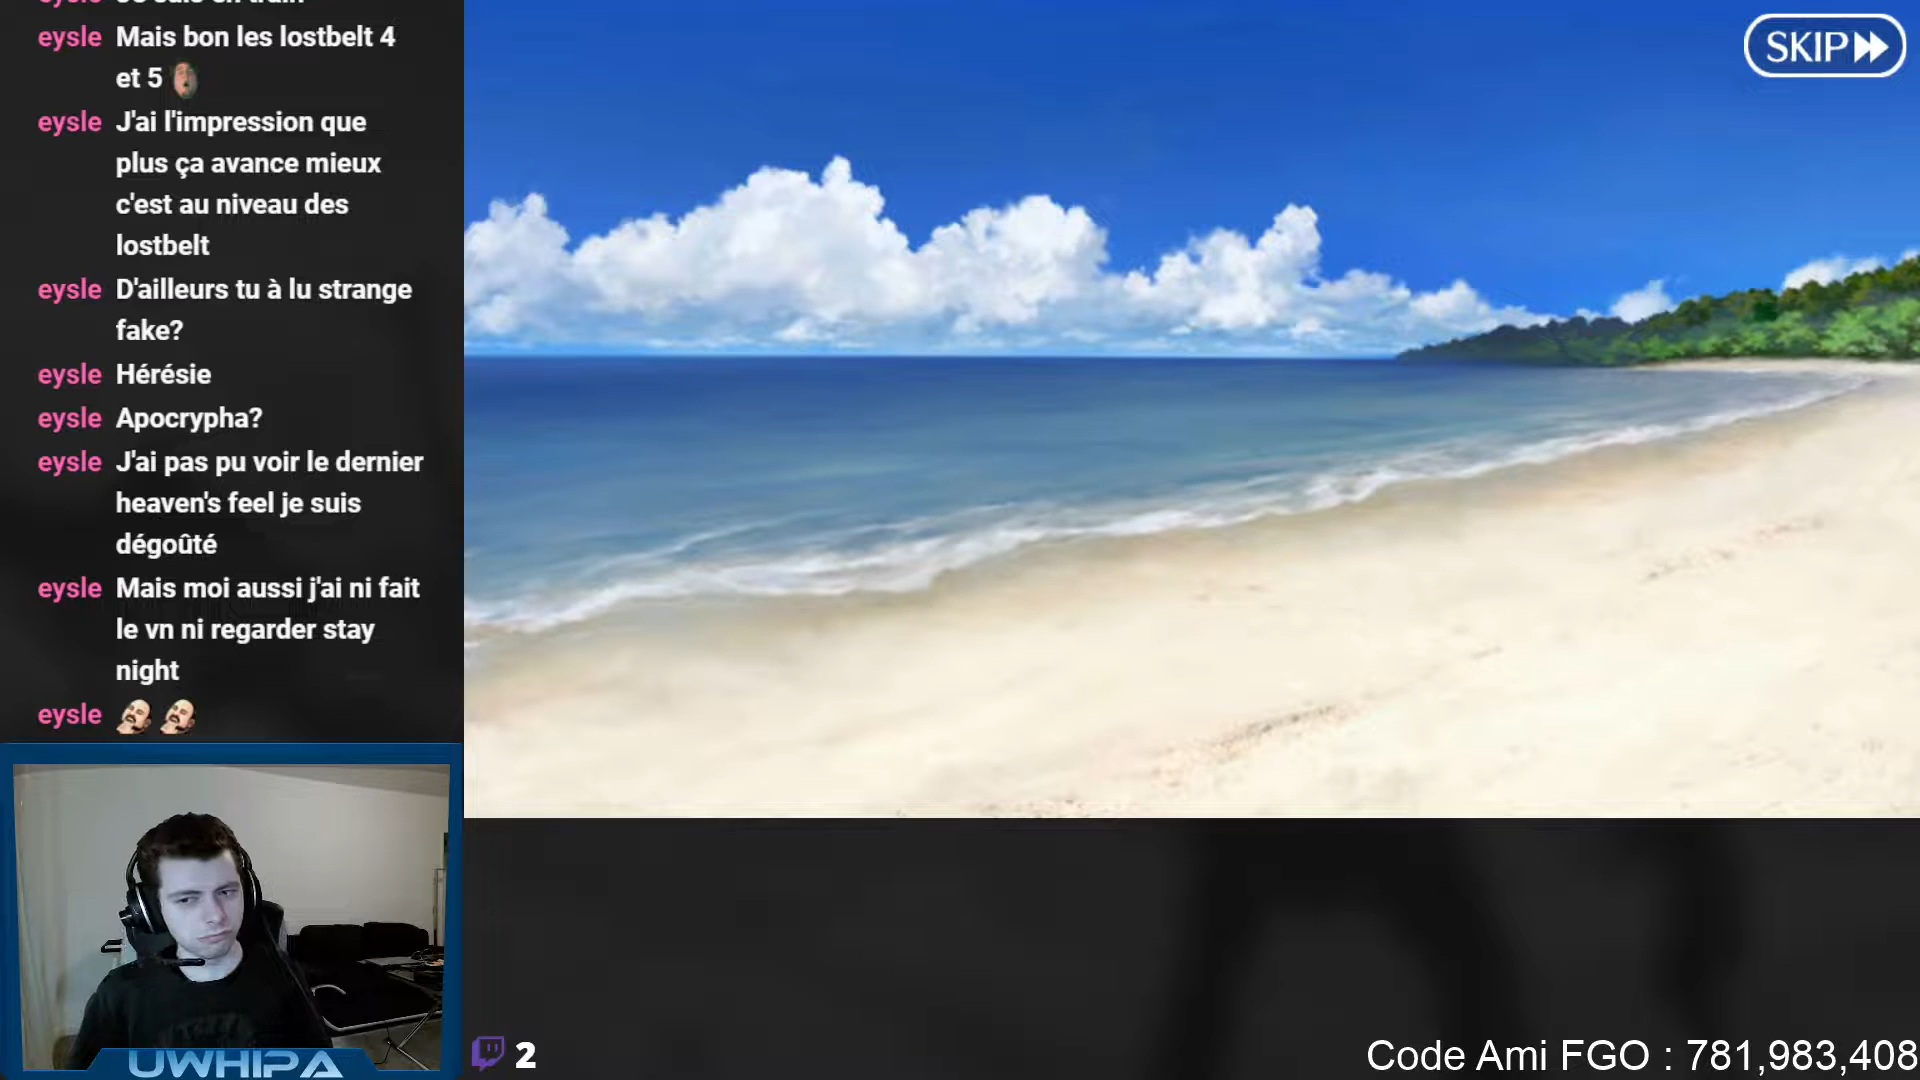 eysle Mais bon les lostbelt 4
et 5
eysle J'ai l'impression que
plus ça avance mieux
c'est au niveau des
lostbelt
eysle D'ailleurs tu à lu strange
fake?
eysle Hérésie
eysle Apocrypha?
eysle J'ai pas pu voir le dernier
heaven's feel je suis
dégoûté
eysle Mais moi aussi j'ai ni fait
le vn ni regarder stay
night
eysle
SKIP
UWHIPA
2
Code Ami FGO : 781,983,408